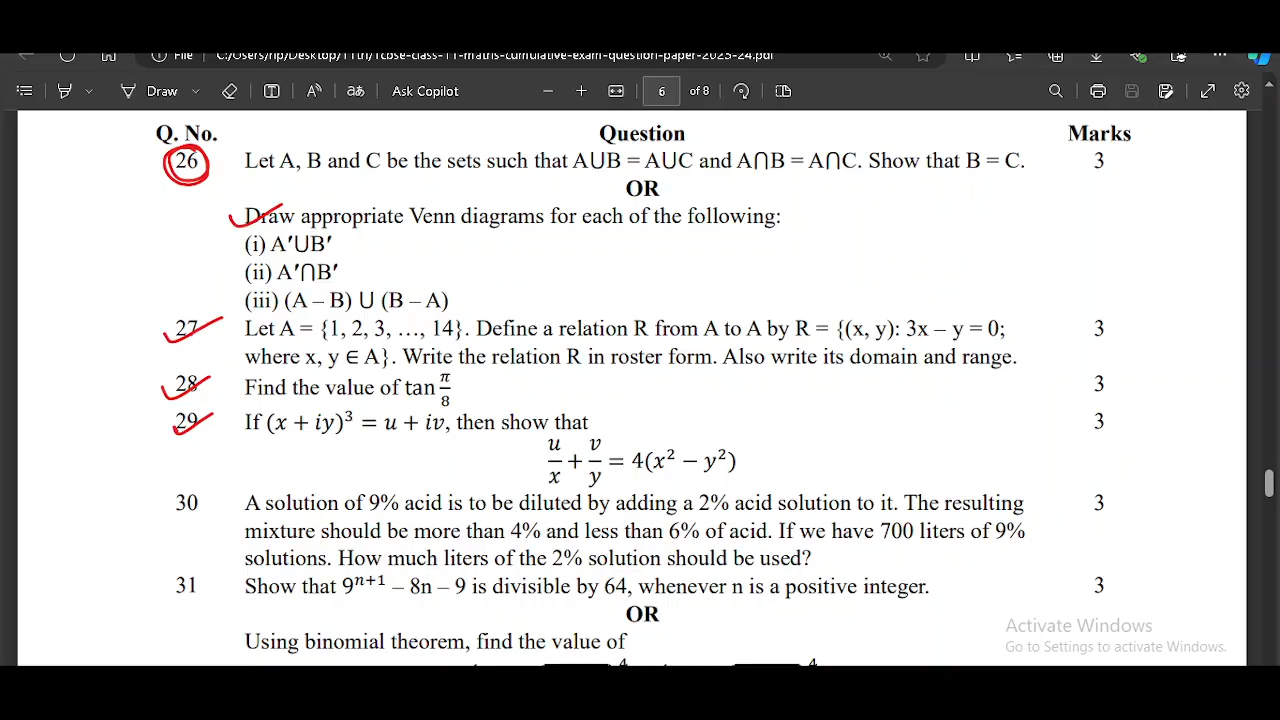 File
C:/Users/hp/Desktop/11th/1cbse-class-11-maths-cumulative-exam-question-paper-2023-24.pdf
Draw
aあ
Ask Copilot
6
of 8
Q. No. Question Marks
26 Let A, B and C be the sets such that A⋃B = A⋃C and A⋂B = A⋂C. Show that B = C. 3
OR
Draw appropriate Venn diagrams for each of the following:
(i) A′⋃B′
(ii) A′⋂B′
(iii) (A – B) ⋃ (B – A)
27 Let A = {1, 2, 3, …, 14}. Define a relation R from A to A by R = {(x, y): 3x – y = 0; 3
where x, y ∈ A}. Write the relation R in roster form. Also write its domain and range.
28 Find the value of tan π/8 3
29 If (x + iy)³ = u + iv, then show that 3
u/x + v/y = 4(x² − y²)
30 A solution of 9% acid is to be diluted by adding a 2% acid solution to it. The resulting 3
mixture should be more than 4% and less than 6% of acid. If we have 700 liters of 9%
solutions. How much liters of the 2% solution should be used?
31 Show that 9ⁿ⁺¹ – 8n – 9 is divisible by 64, whenever n is a positive integer. 3
OR
Using binomial theorem, find the value of
Activate Windows
Go to Settings to activate Windows.